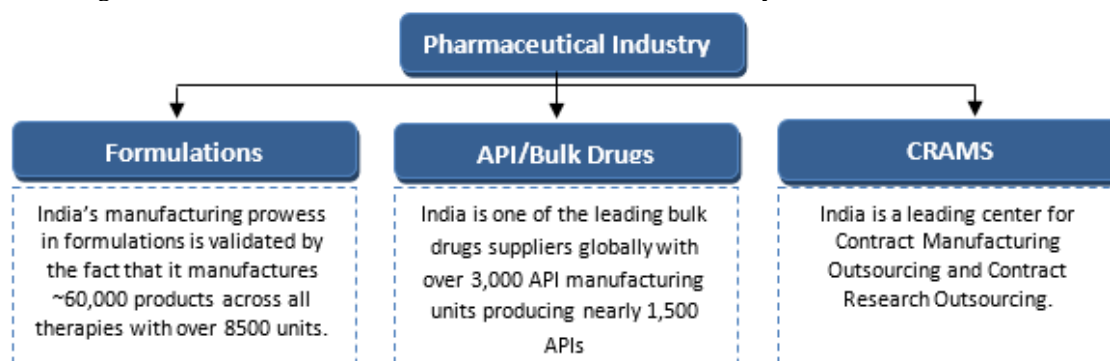 Pharmaceutical Industry
Formulations
India's manufacturing prowess
in formulations is validated by
the fact that it manufactures
~60,000 products across all
therapies with over 8500 units.
API/Bulk Drugs
India is one of the leading bulk
drugs suppliers globally with
over 3,000 API manufacturing
units producing nearly 1,500
APIs
CRAMS
India is a leading center for
Contract Manufacturing
Outsourcing and Contract
Research Outsourcing.